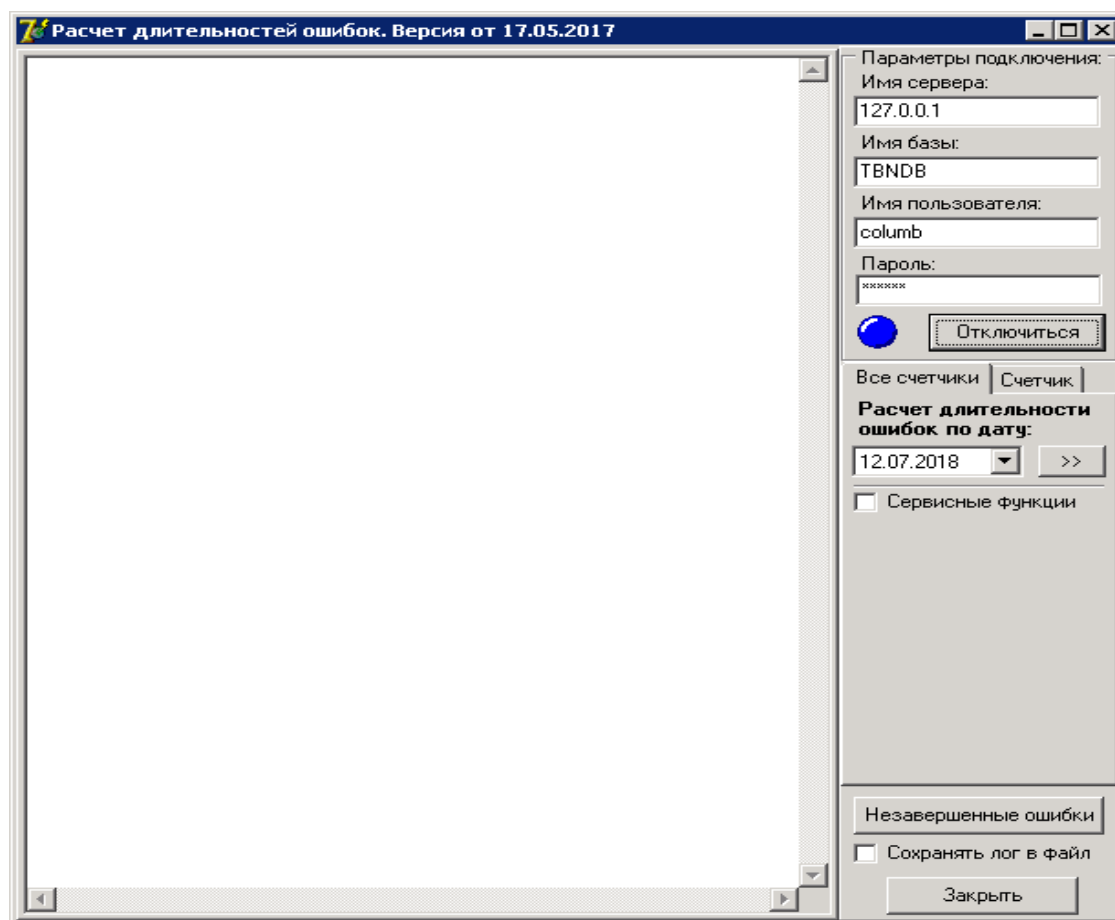 Расчет длительностей ошибок. Версия от 17.05.2017
Параметры подключения:
Имя сервера:
127.0.0.1
Имя базы:
TBNDB
Имя пользователя:
columb
Пароль:
******
Отключиться
Все счетчики Счетчик
Расчет длительности
ошибок по дату:
12.07.2018 >>
Сервисные функции
Незавершенные ошибки
Сохранять лог в файл
Закрыть